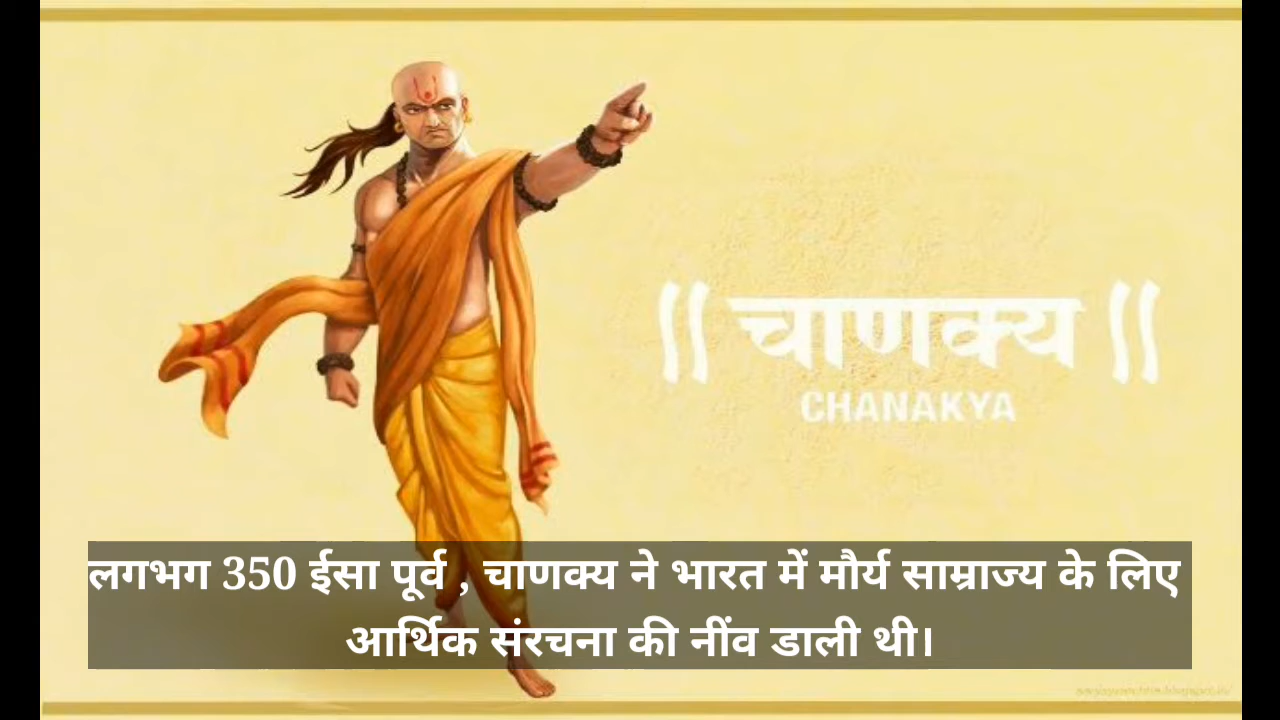 ॥ चाणक्य ॥
CHANAKYA
लगभग 350 ईसा पूर्व , चाणक्य ने भारत में मौर्य साम्राज्य के लिए
आर्थिक संरचना की नींव डाली थी।